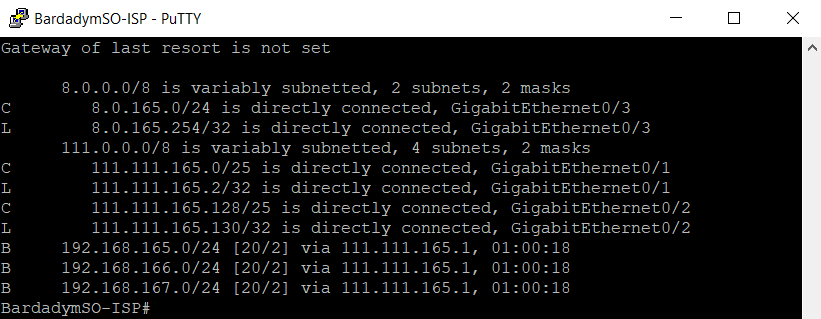 BardadymSO-ISP - PuTTY
Gateway of last resort is not set
8.0.0.0/8 is variably subnetted, 2 subnets, 2 masks
C 8.0.165.0/24 is directly connected, GigabitEthernet0/3
L 8.0.165.254/32 is directly connected, GigabitEthernet0/3
111.0.0.0/8 is variably subnetted, 4 subnets, 2 masks
C 111.111.165.0/25 is directly connected, GigabitEthernet0/1
L 111.111.165.2/32 is directly connected, GigabitEthernet0/1
C 111.111.165.128/25 is directly connected, GigabitEthernet0/2
L 111.111.165.130/32 is directly connected, GigabitEthernet0/2
B 192.168.165.0/24 [20/2] via 111.111.165.1, 01:00:18
B 192.168.166.0/24 [20/2] via 111.111.165.1, 01:00:18
B 192.168.167.0/24 [20/2] via 111.111.165.1, 01:00:18
BardadymSO-ISP#